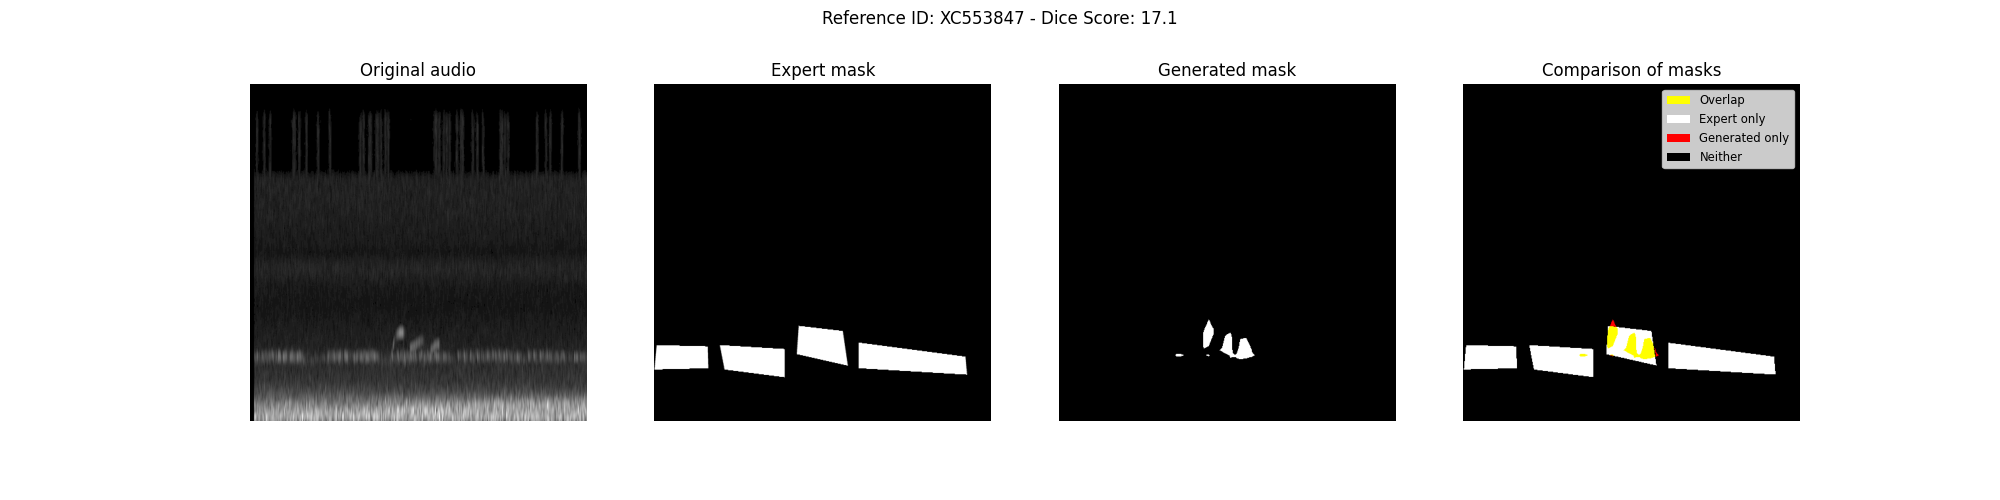 Reference ID: XC553847 - Dice Score: 17.1
Original audio
Expert mask
Generated mask
Comparison of masks
Overlap
Expert only
Generated only
Neither